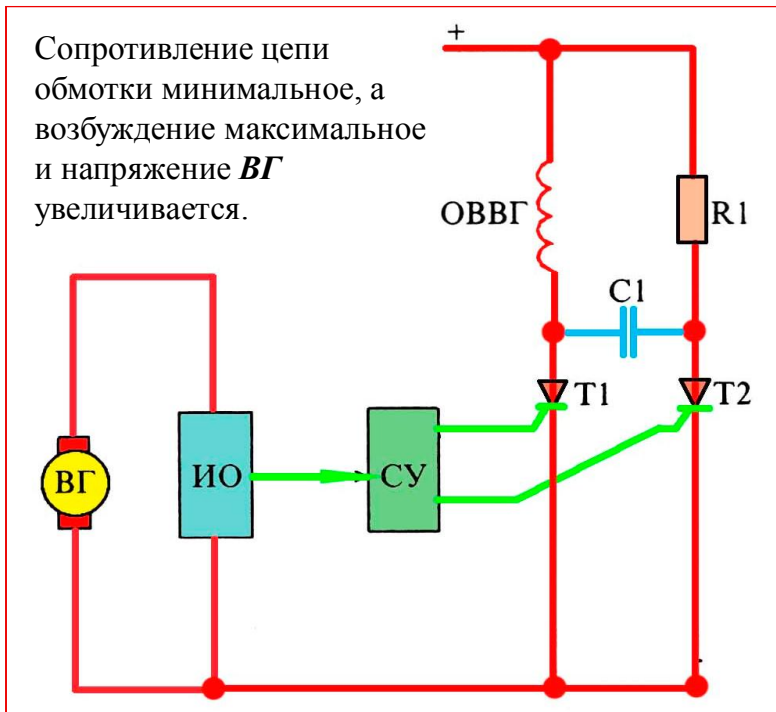 Сопротивление цепи
обмотки минимальное, а
возбуждение максимальное
и напряжение ВГ
увеличивается.
+
ОВВГ
R1
C1
T1
T2
ВГ
ИО
СУ
-